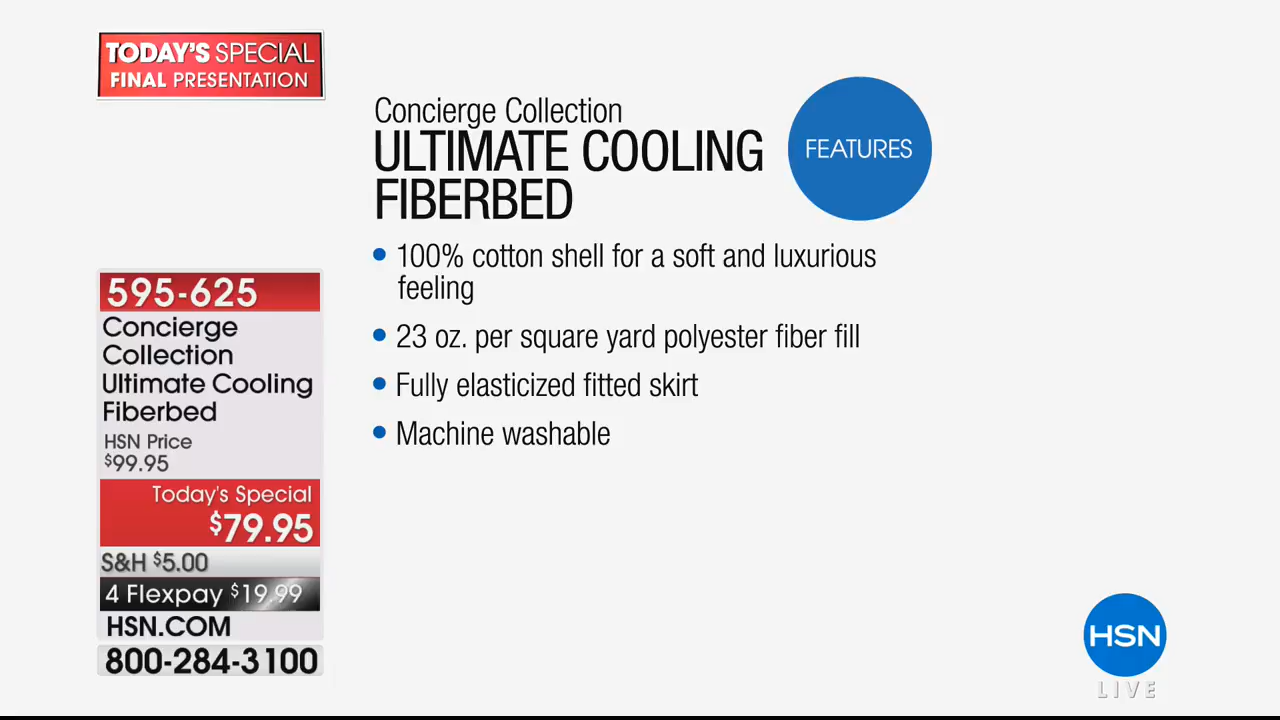 TODAY'S SPECIAL
FINAL PRESENTATION
Concierge Collection
ULTIMATE COOLING
FIBERBED
FEATURES
• 100% cotton shell for a soft and luxurious
feeling
• 23 oz. per square yard polyester fiber fill
• Fully elasticized fitted skirt
• Machine washable
595-625
Concierge
Collection
Ultimate Cooling
Fiberbed
HSN Price
$99.95
Today's Special
$79.95
S&H $5.00
4 Flexpay $19.99
HSN.COM
800-284-3100
HSN
LIVE